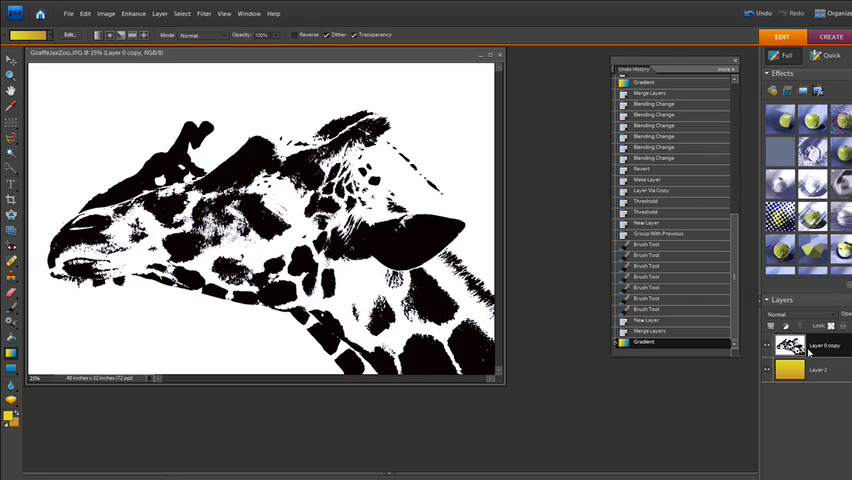 pse File Edit Image Enhance Layer Select Filter View Window Help Undo Redo Organize
Edit... Mode: Normal Opacity: 100% Reverse Dither Transparency EDIT CREATE
GiraffeJaxZoo.JPG @ 25% (Layer 0 copy, RGB/8)
Full Quick
Undo History more
Effects
Gradient
Merge Layers
Blending Change
Blending Change
Blending Change
Blending Change
Blending Change
Blending Change
Revert
Make Layer
Layer Via Copy
Threshold
Threshold
New Layer
Group With Previous
Brush Tool
Brush Tool
Brush Tool
Brush Tool
Brush Tool
Brush Tool
Brush Tool
New Layer
Merge Layers
Gradient
Layers
Normal Opa
Lock:
Layer 0 copy
Layer 2
25% 48 inches x 32 inches (72 ppi)